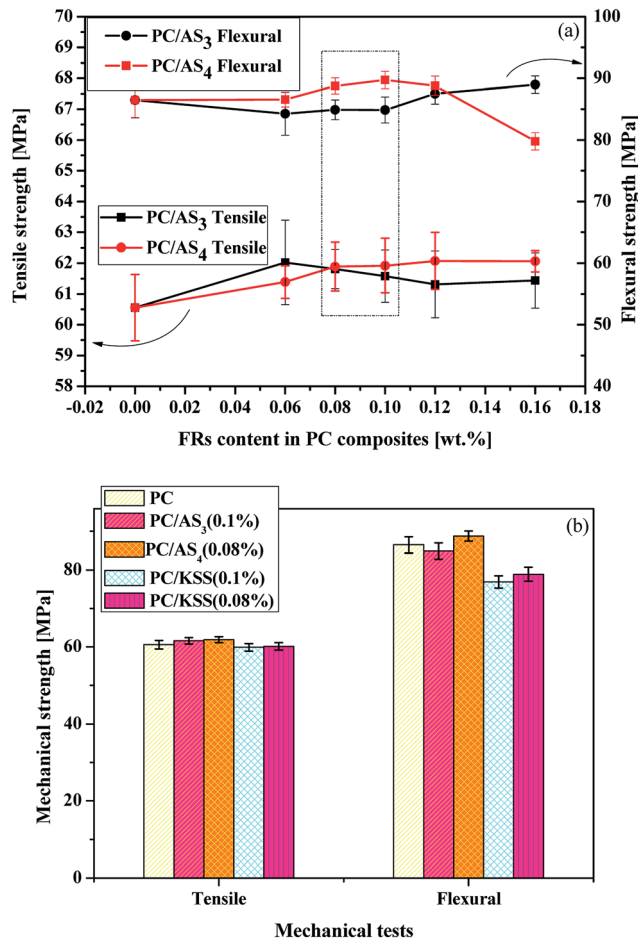 (a)
PC/AS3 Flexural
PC/AS4 Flexural
PC/AS3 Tensile
PC/AS4 Tensile
Tensile strength [MPa]
70
69
68
67
66
65
64
63
62
61
60
59
58
Flexural strength [MPa]
100
90
80
70
60
50
40
-0.02 0.00 0.02 0.04 0.06 0.08 0.10 0.12 0.14 0.16 0.18
FRs content in PC composites [wt.%]
(b)
PC
PC/AS3(0.1%)
PC/AS4(0.08%)
PC/KSS(0.1%)
PC/KSS(0.08%)
Mechanical strength [MPa]
80
60
40
20
0
Tensile Flexural
Mechanical tests